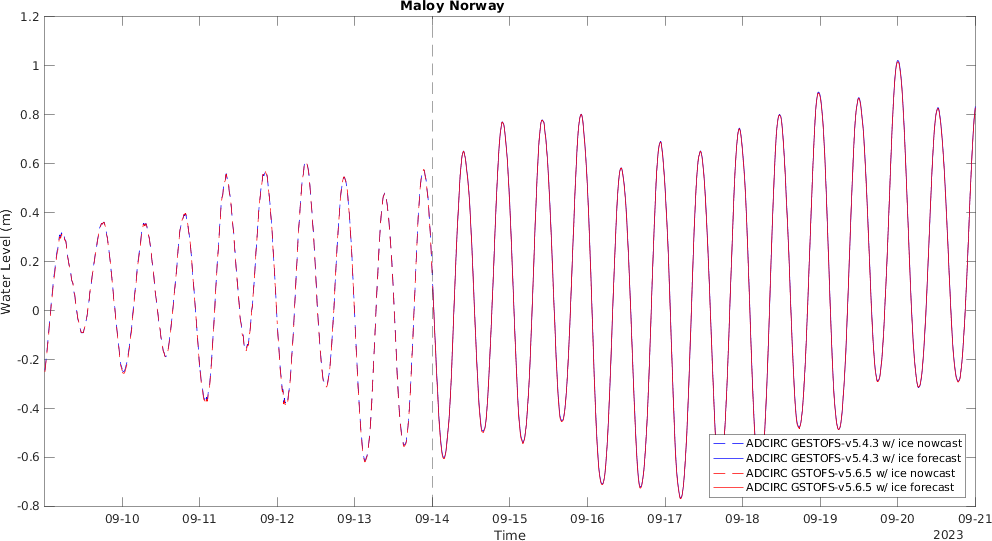 Maloy Norway
1.2
1
0.8
0.6
0.4
0.2
0
-0.2
-0.4
-0.6
-0.8
Water Level (m)
ADCIRC GESTOFS-v5.4.3 w/ ice nowcast
ADCIRC GESTOFS-v5.4.3 w/ ice forecast
ADCIRC GSTOFS-v5.6.5 w/ ice nowcast
ADCIRC GSTOFS-v5.6.5 w/ ice forecast
09-10 09-11 09-12 09-13 09-14 09-15 09-16 09-17 09-18 09-19 09-20 09-21
Time
2023